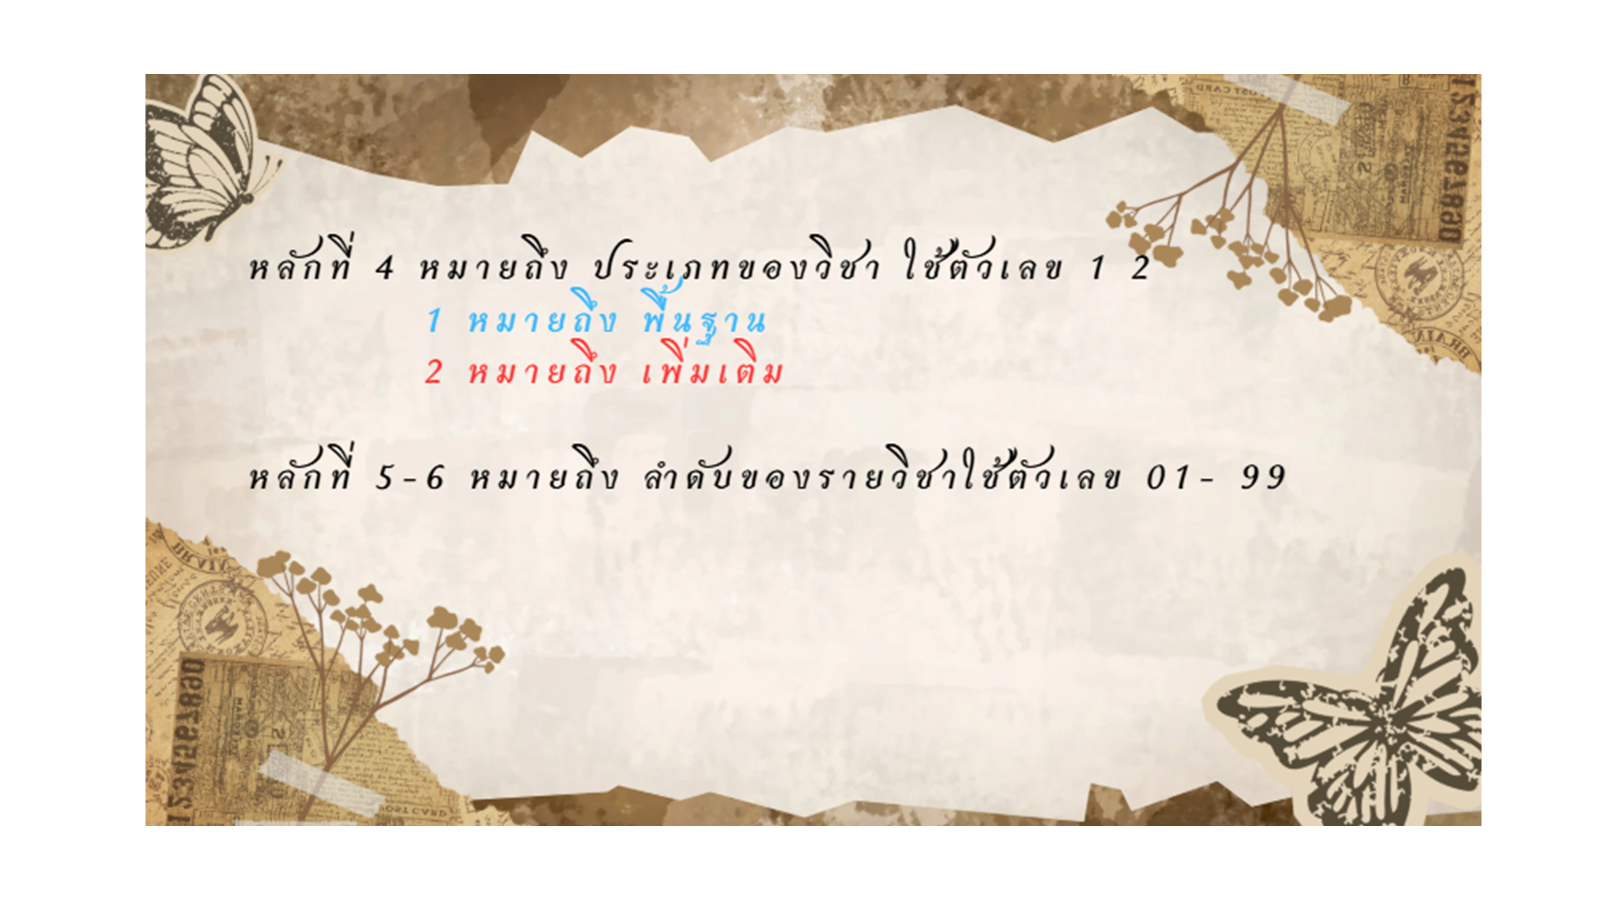 หลักที่ 4 หมายถึง ประเภทของวิชา ใช้ตัวเลข 1 2
1 หมายถึง พื้นฐาน
2 หมายถึง เพิ่มเติม
หลักที่ 5-6 หมายถึง ลำดับของรายวิชาใช้ตัวเลข 01- 99